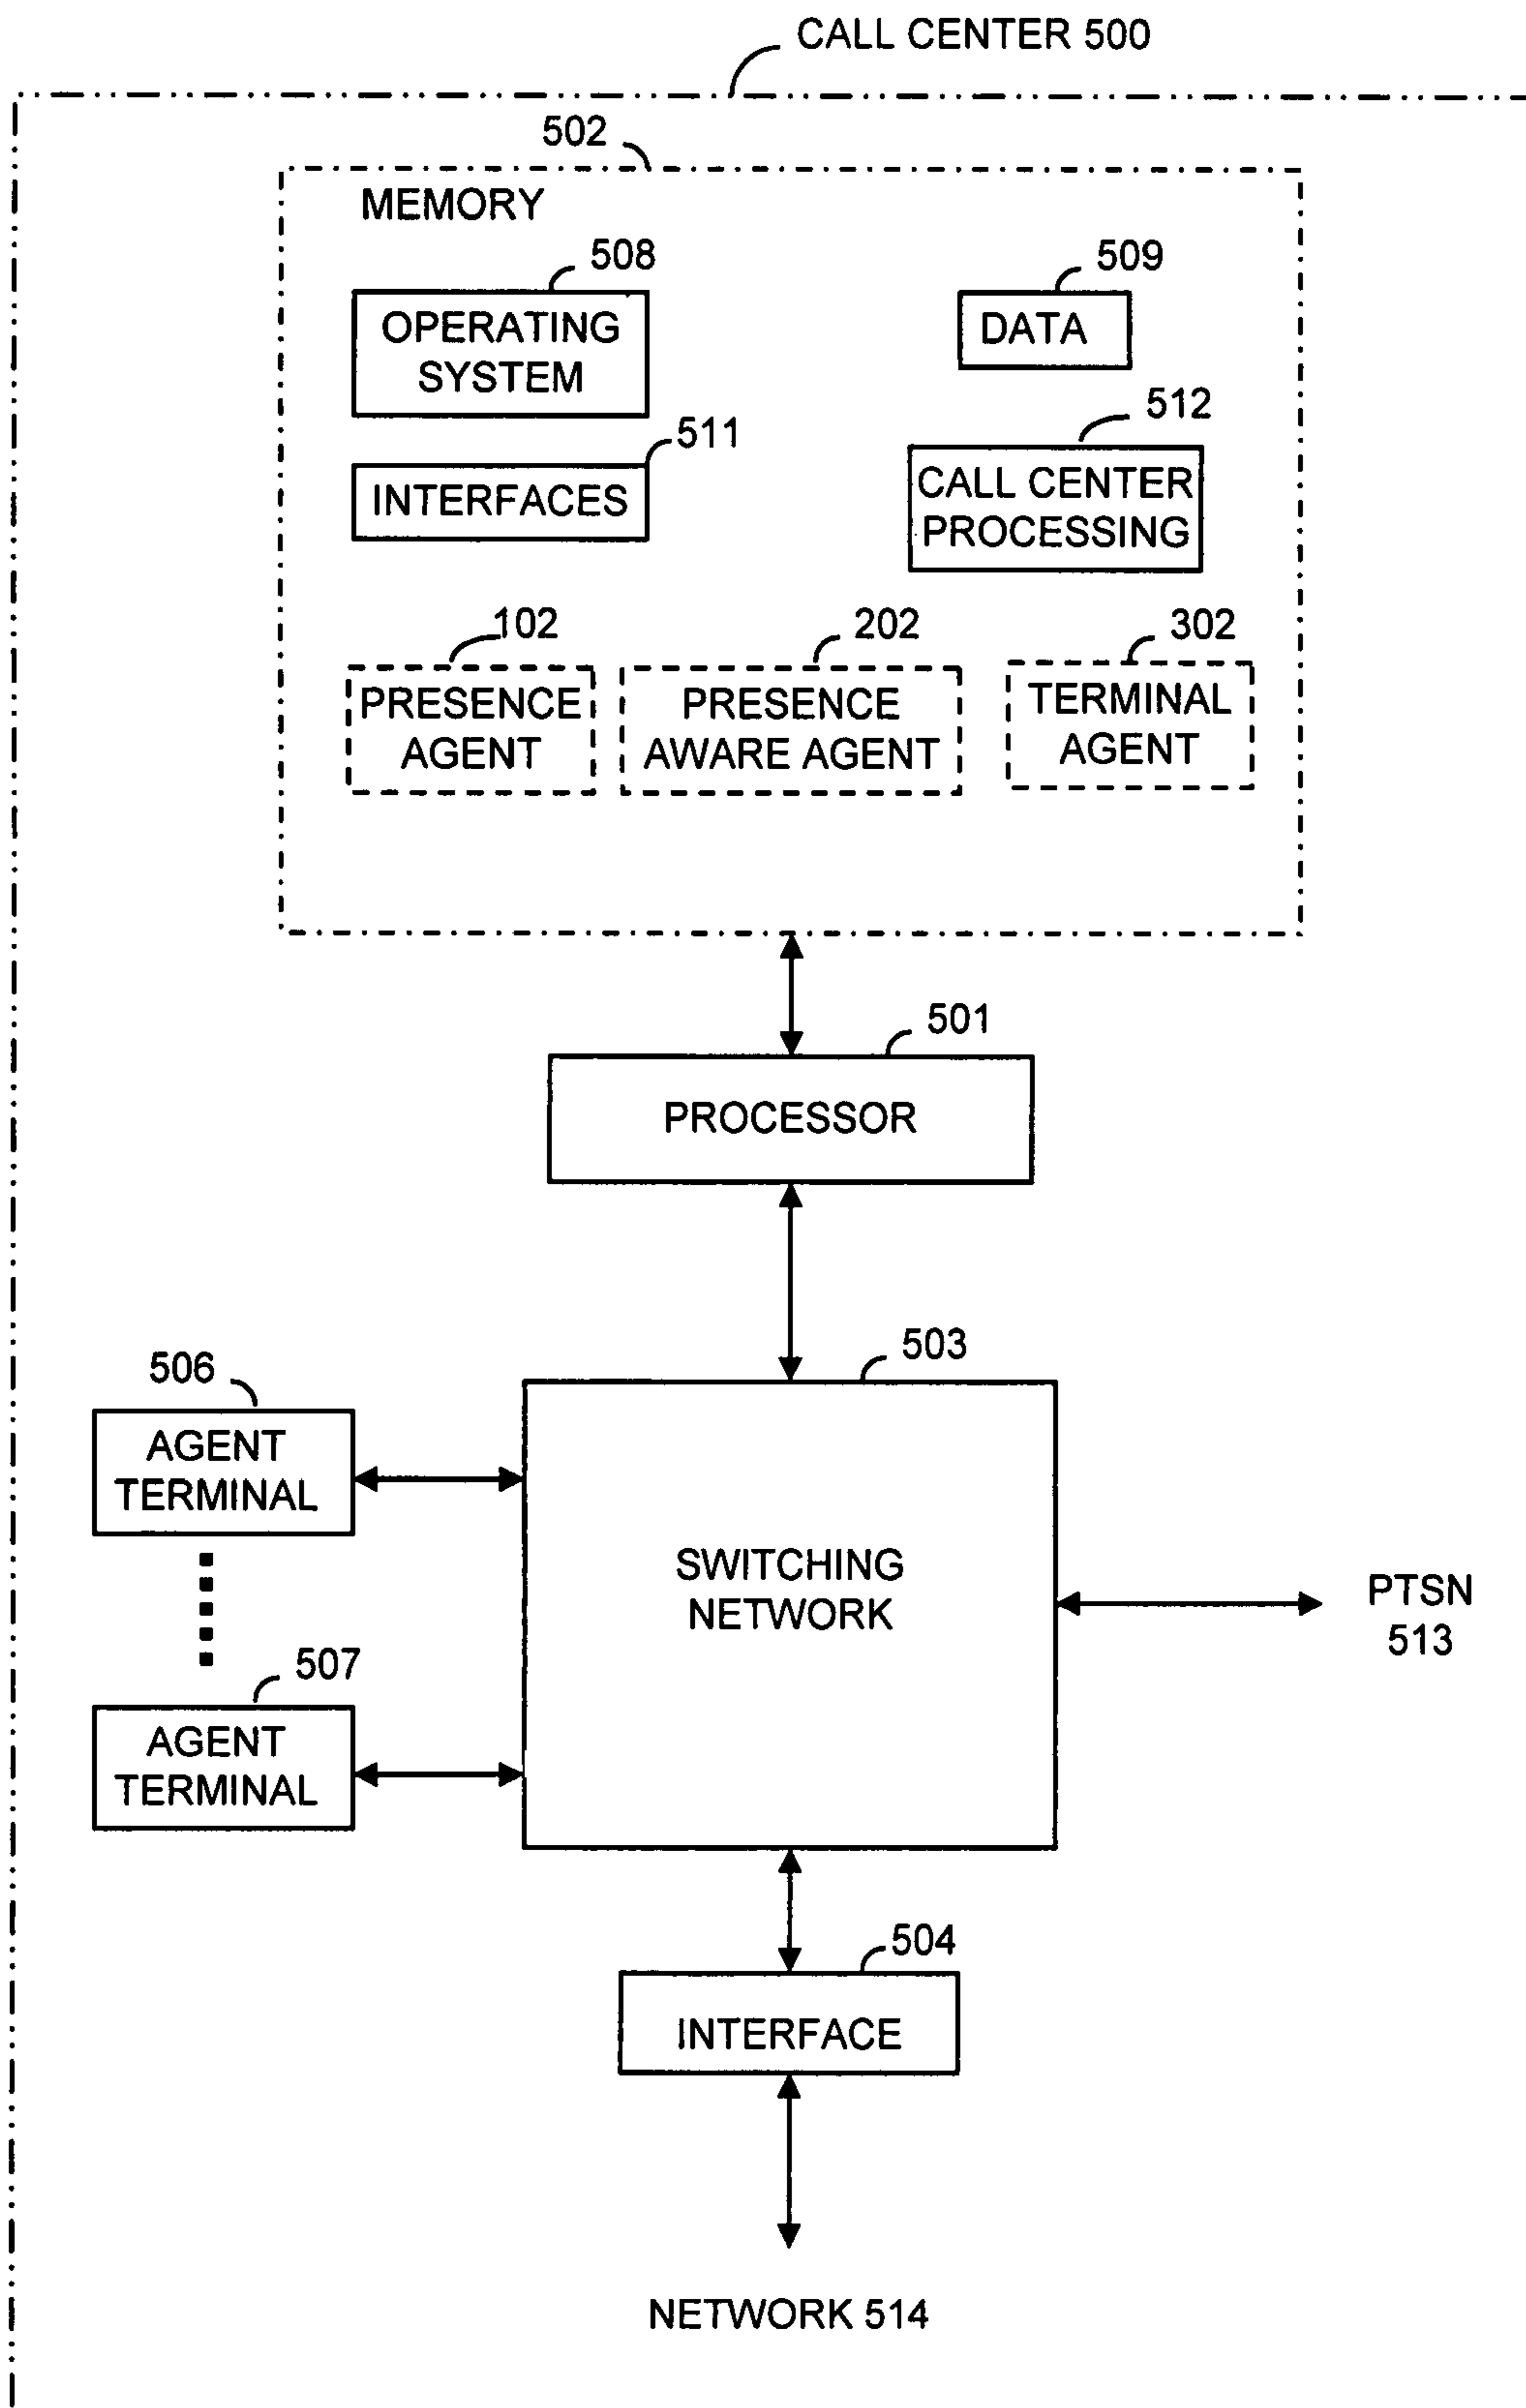 CALL CENTER 500
502
MEMORY
508
509
OPERATING
SYSTEM
DATA
511
512
INTERFACES
CALL CENTER
PROCESSING
102
202
302
PRESENCE
AGENT
PRESENCE
AWARE AGENT
TERMINAL
AGENT
501
PROCESSOR
503
506
AGENT
TERMINAL
SWITCHING
NETWORK
PTSN
513
507
AGENT
TERMINAL
504
INTERFACE
NETWORK 514